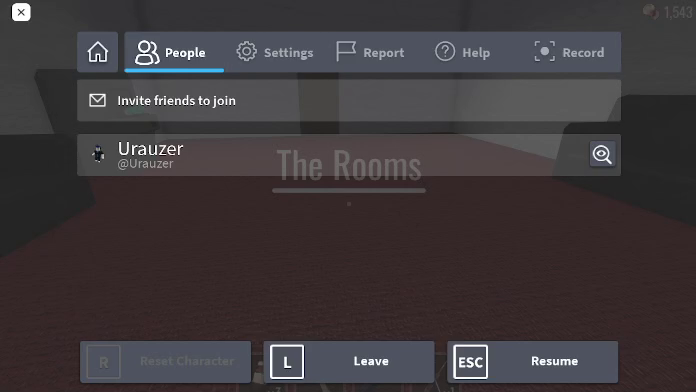 1,543
People
Settings
Report
Help
Record
Invite friends to join
Urauzer
@Urauzer
The Rooms
R Reset Character
L Leave
ESC Resume